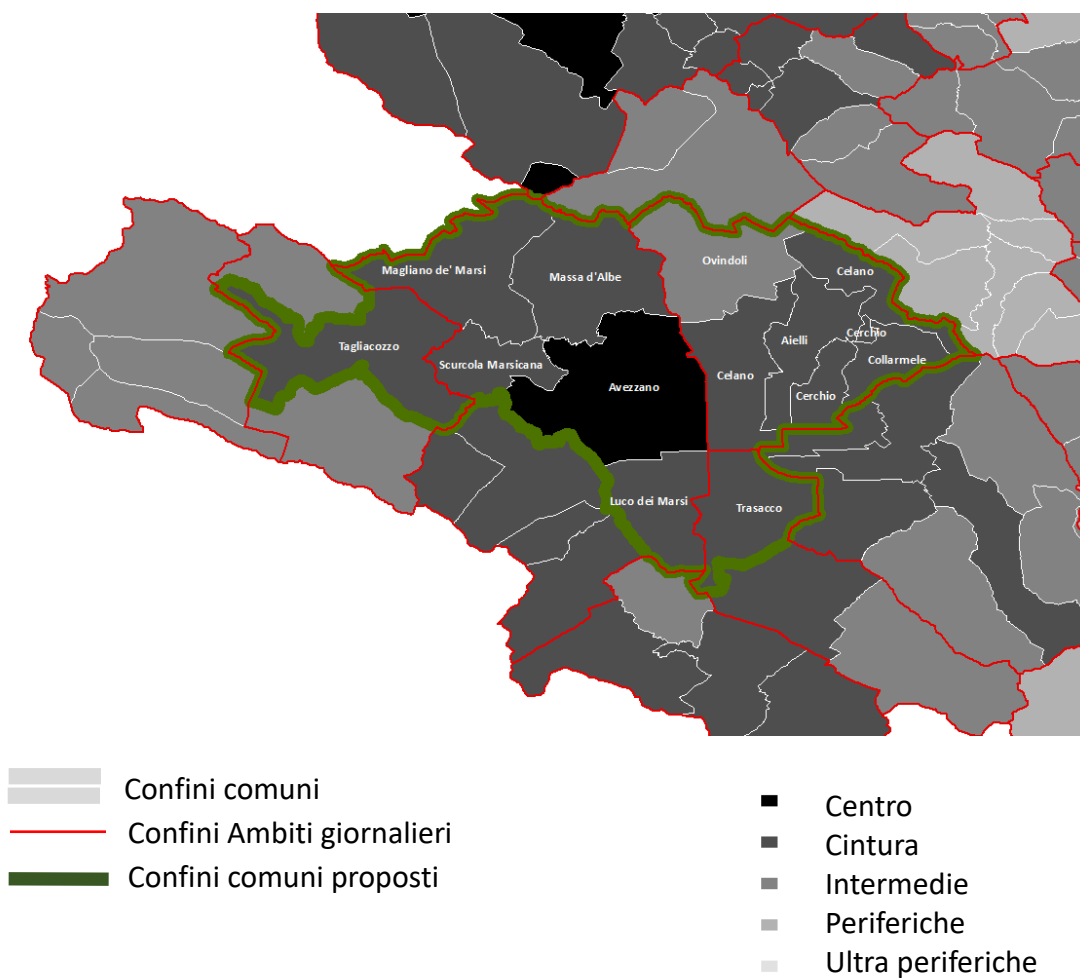 Ovindoli
Magliano de' Marsi
Celano
Massa d'Albe
Cerchio
Aielli
Tagliacozzo
Collarmele
Scurcola Marsicana
Celano
Avezzano
Cerchio
Luco dei Marsi
Trasacco
Confini comuni
Confini Ambiti giornalieri
Confini comuni proposti
Centro
Cintura
Intermedie
Periferiche
Ultra periferiche